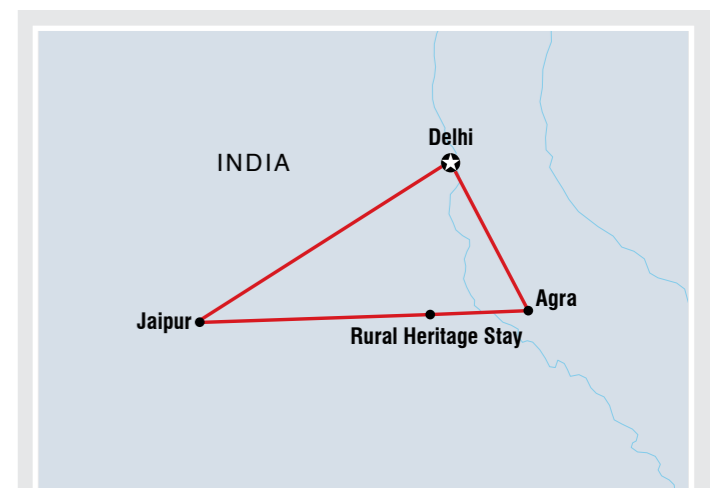 Delhi
INDIA
Agra
Jaipur
Rural Heritage Stay